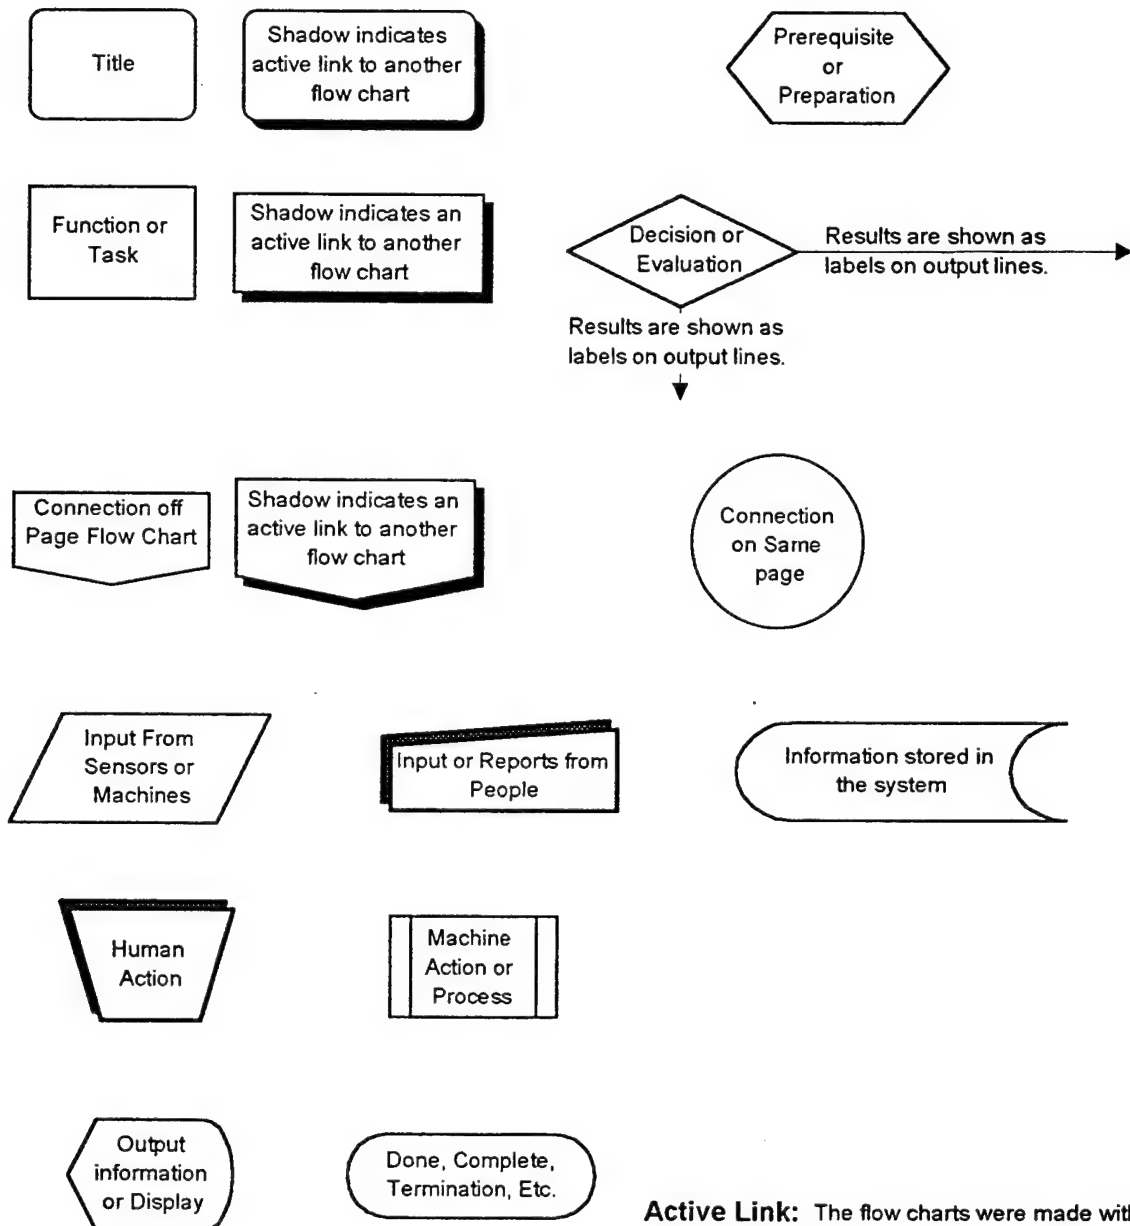 Title
Shadow indicates
active link to another
flow chart
Prerequisite
or
Preparation
Function or
Task
Shadow indicates an
active link to another
flow chart
Decision or
Evaluation
Results are shown as
labels on output lines.
Results are shown as
labels on output lines.
Connection off
Page Flow Chart
Shadow indicates an
active link to another
flow chart
Connection
on Same
page
Input From
Sensors or
Machines
Input or Reports from
People
Information stored in
the system
Human
Action
Machine
Action or
Process
Output
information
or Display
Done, Complete,
Termination, Etc.
Active Link: The flow charts were made with